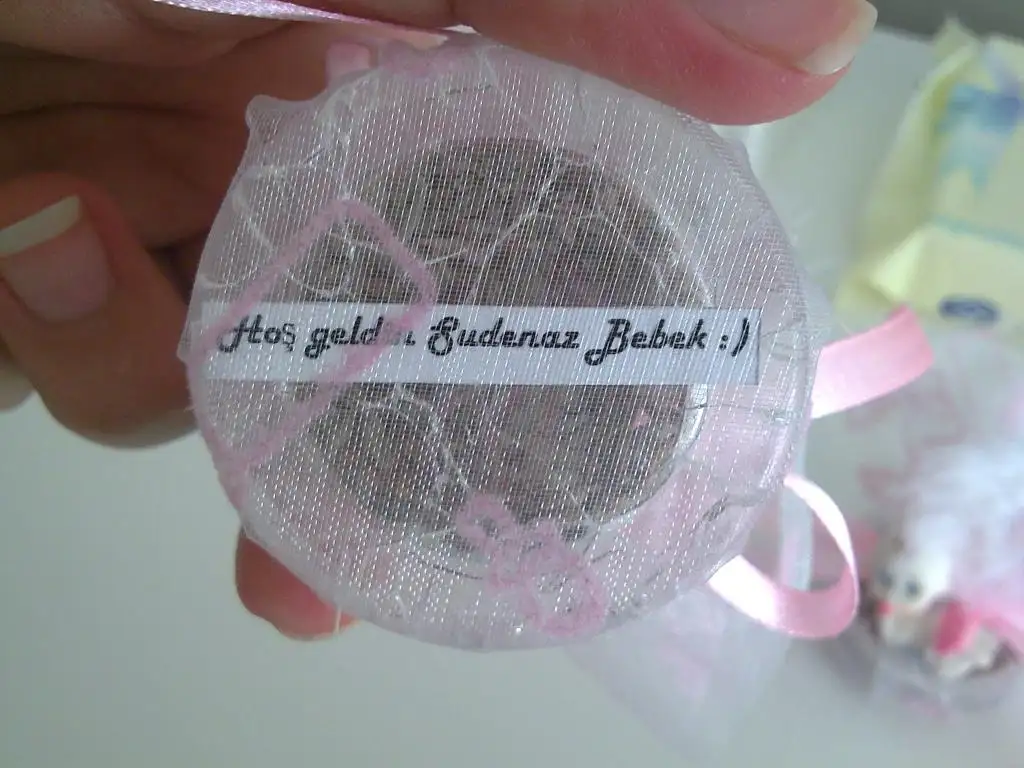 Hoş geldin Sudenaz Bebek :)